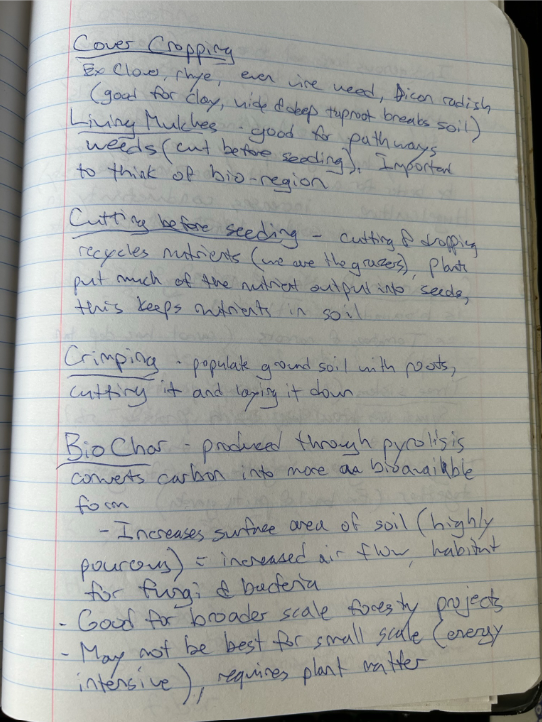 Cover Cropping
Ex Clover, rhye, even vire weed, Dicon radish
(good for clay, wide & deep taproot breaks soil)
Living Mulches - good for pathways
weeds (cut before seeding). Important
to think of bio-region
Cutting before seeding - cutting & dropping
recycles nutrients (we are the grazers), Plants
put much of the nutrient output into seeds,
this keeps nutrients in soil
Crimping - populate ground soil with roots,
cutting it and laying it down
BioChar - produced through pyrolisis
converts carbon into more bioavailable
form
- Increases surface area of soil (highly
pourous) = increased air flow, habitat
for fungi & bacteria
- Good for broader scale foresty projects
- May not be best for small scale (energy
intensive), requires plant matter